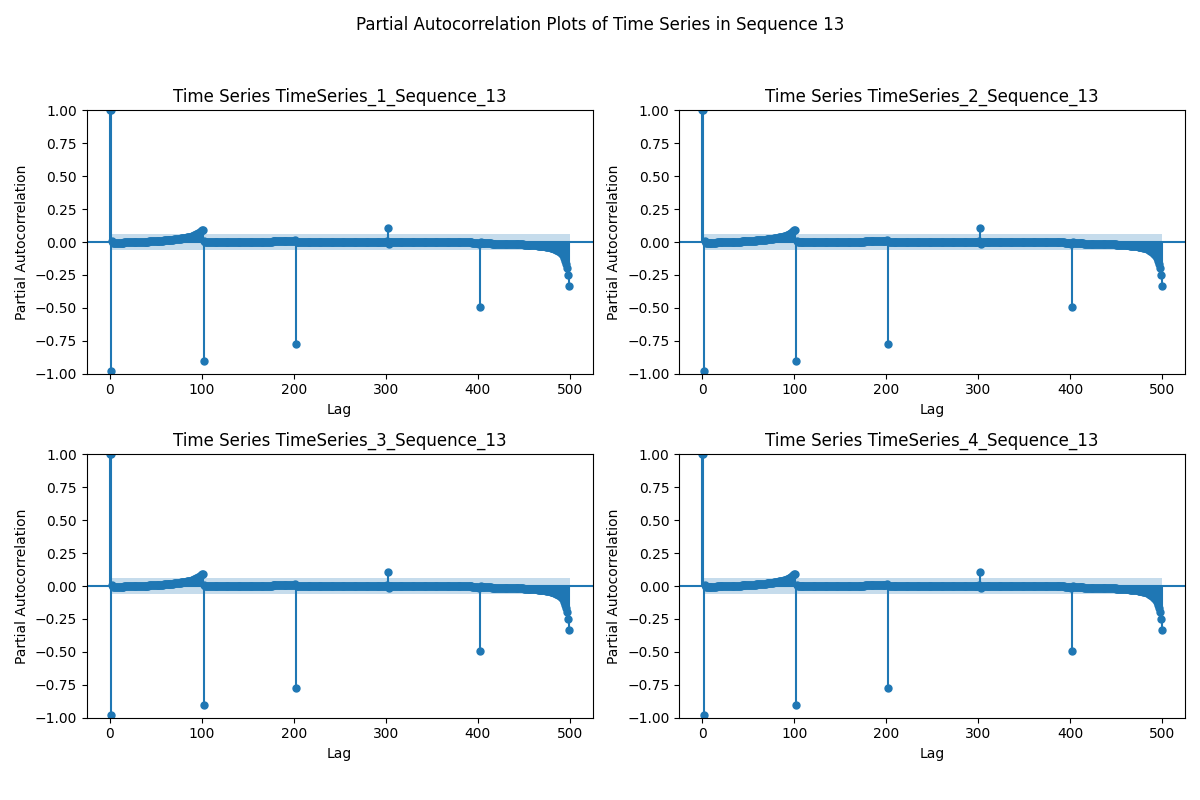 Partial Autocorrelation Plots of Time Series in Sequence 13
Time Series TimeSeries_1_Sequence_13
Partial Autocorrelation
1.00
0.75
0.50
0.25
0.00
−0.25
−0.50
−0.75
−1.00
0 100 200 300 400 500
Lag
Time Series TimeSeries_2_Sequence_13
Partial Autocorrelation
1.00
0.75
0.50
0.25
0.00
−0.25
−0.50
−0.75
−1.00
0 100 200 300 400 500
Lag
Time Series TimeSeries_3_Sequence_13
Partial Autocorrelation
1.00
0.75
0.50
0.25
0.00
−0.25
−0.50
−0.75
−1.00
0 100 200 300 400 500
Lag
Time Series TimeSeries_4_Sequence_13
Partial Autocorrelation
1.00
0.75
0.50
0.25
0.00
−0.25
−0.50
−0.75
−1.00
0 100 200 300 400 500
Lag